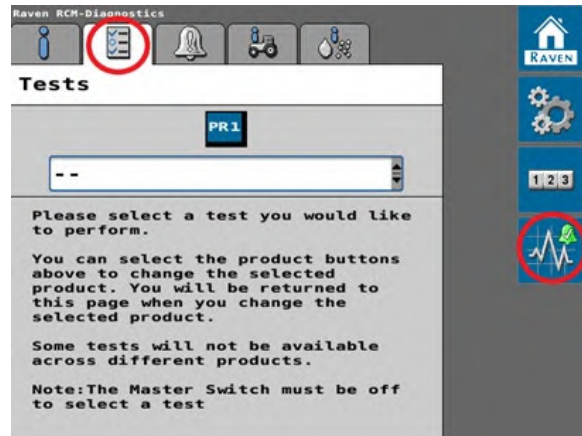 Raven RCM-Diagnostics
RAVEN
Tests
PR1
--
1 2 3
Please select a test you would like
to perform.
You can select the product buttons
above to change the selected
product. You will be returned to
this page when you change the
selected product.
Some tests will not be available
across different products.
Note:The Master Switch must be off
to select a test